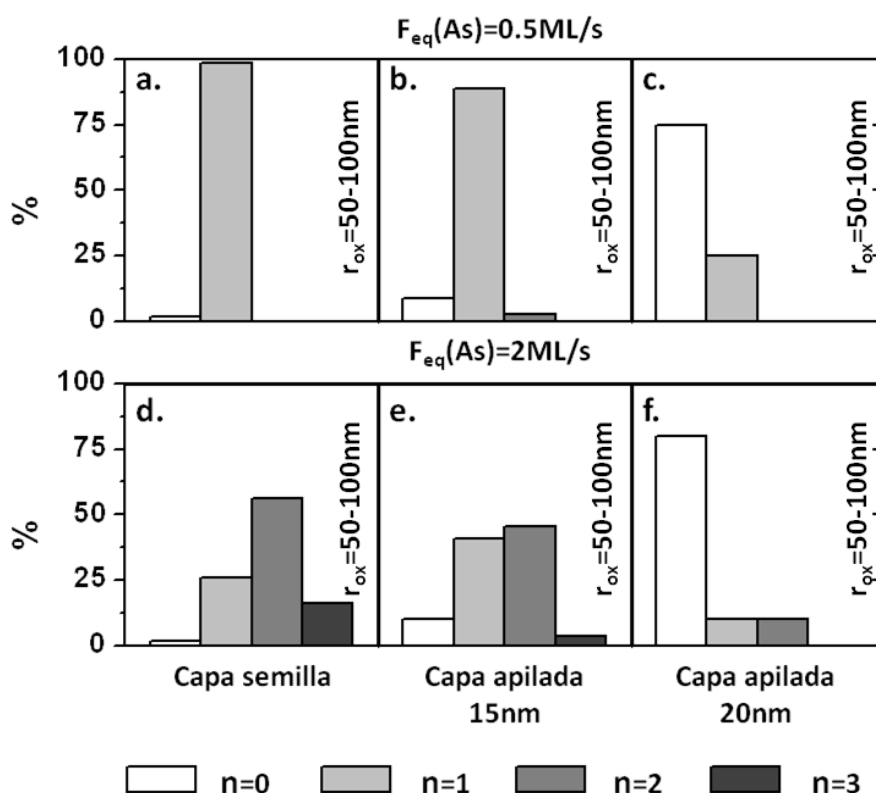 F_eq(As)=0.5ML/s
100
75
50
25
0
%
a.
r_ox=50-100nm
b.
r_ox=50-100nm
c.
r_ox=50-100nm
F_eq(As)=2ML/s
100
75
50
25
0
%
d.
r_ox=50-100nm
e.
r_ox=50-100nm
f.
r_ox=50-100nm
Capa semilla
Capa apilada
15nm
Capa apilada
20nm
n=0 n=1 n=2 n=3